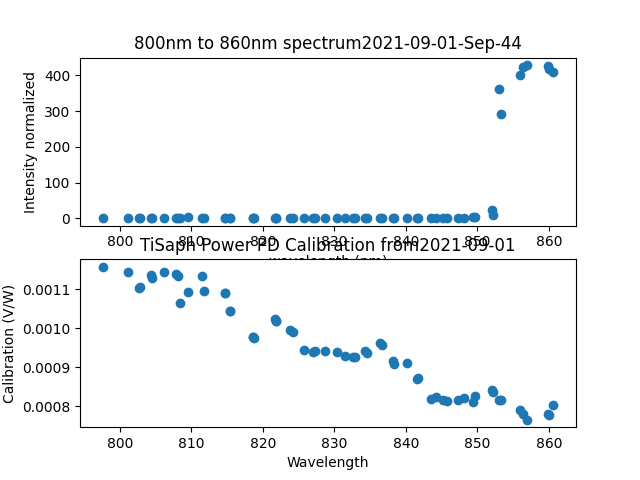 800nm to 860nm spectrum2021-09-01-Sep-44
Intensity normalized
400
300
200
100
0
800 810 820 830 840 850 860
wavelength (nm)
TiSaph Power PD Calibration from2021-09-01
Calibration (V/W)
0.0011
0.0010
0.0009
0.0008
800 810 820 830 840 850 860
Wavelength